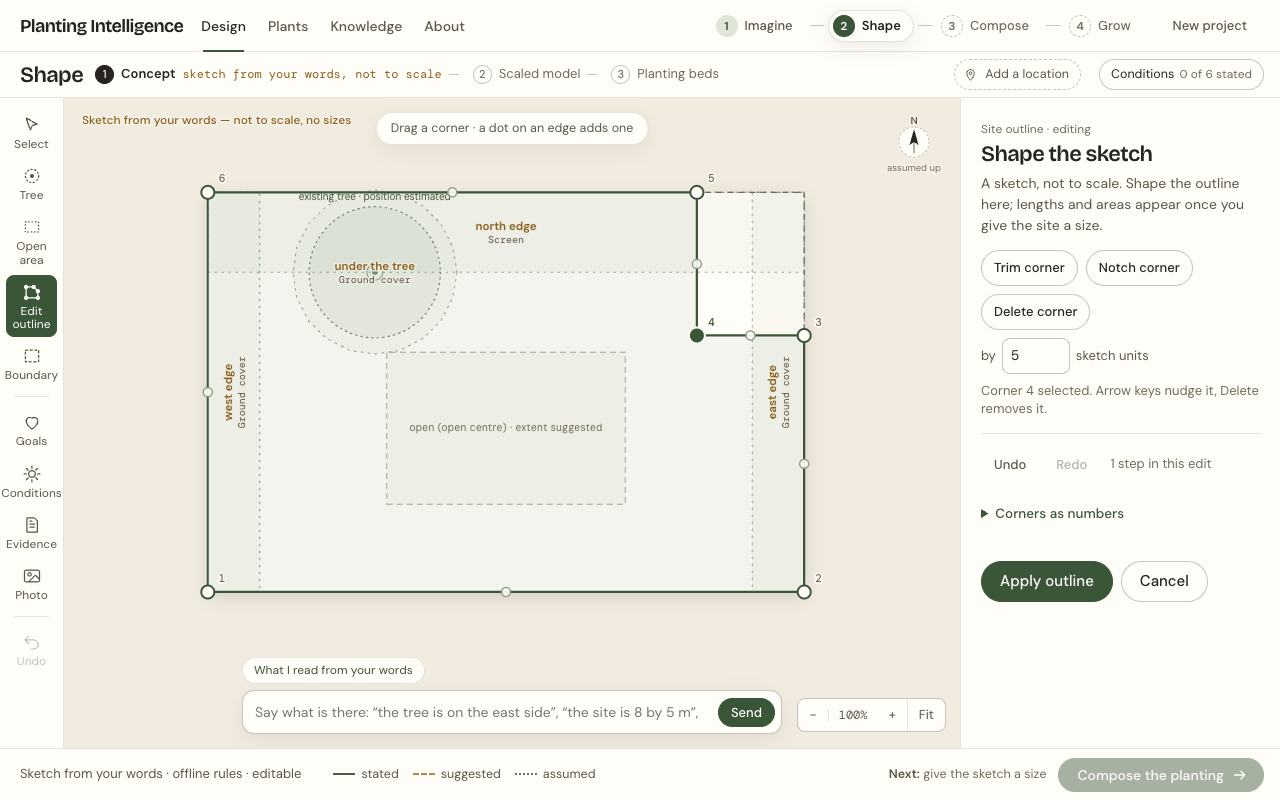 Planting Intelligence Design Plants Knowledge About 1 Imagine 2 Shape 3 Compose 4 Grow New project
Shape 1 Concept sketch from your words, not to scale 2 Scaled model 3 Planting beds Add a location Conditions 0 of 6 stated
Select
Tree
Open
area
Edit
outline
Boundary
Goals
Conditions
Evidence
Photo
Undo
Sketch from your words — not to scale, no sizes
Drag a corner · a dot on an edge adds one
N
assumed up
6
5
existing tree · position estimated
north edge
Screen
under the tree
Ground cover
4
3
west edge
Ground cover
east edge
Ground cover
open (open centre) · extent suggested
1
2
What I read from your words
Say what is there: “the tree is on the east side”, “the site is 8 by 5 m”,
Send
− 100% + Fit
Site outline · editing
Shape the sketch
A sketch, not to scale. Shape the outline
here; lengths and areas appear once you
give the site a size.
Trim corner Notch corner
Delete corner
by 5 sketch units
Corner 4 selected. Arrow keys nudge it, Delete
removes it.
Undo Redo 1 step in this edit
Corners as numbers
Apply outline Cancel
Sketch from your words · offline rules · editable stated suggested assumed Next: give the sketch a size Compose the planting →